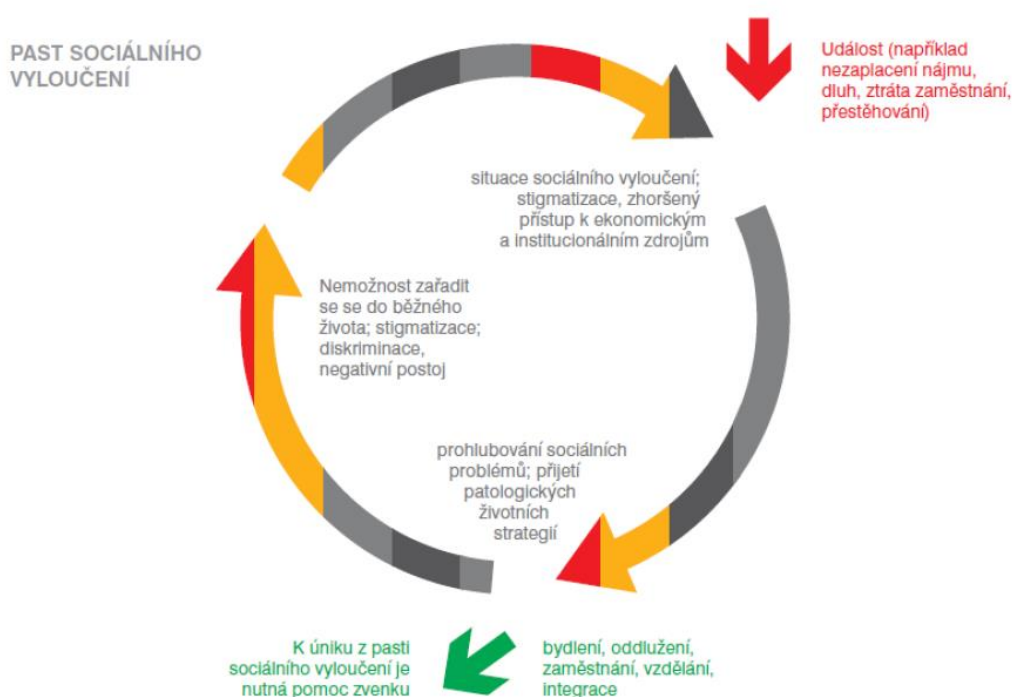 PAST SOCIÁLNÍHO
VYLOUČENÍ
Událost (například
nezaplacení nájmu,
dluh, ztráta zaměstnání,
přestěhování)
situace sociálního vyloučení;
stigmatizace, zhoršený
přístup k ekonomickým
a institucionálním zdrojům
Nemožnost zařadit
se se do běžného
života; stigmatizace;
diskriminace,
negativní postoj
prohlubování sociálních
problémů; přijetí
patologických
životních
strategií
K úniku z pasti
sociálního vyloučení je
nutná pomoc zvenku
bydlení, oddlužení,
zaměstnání, vzdělání,
integrace